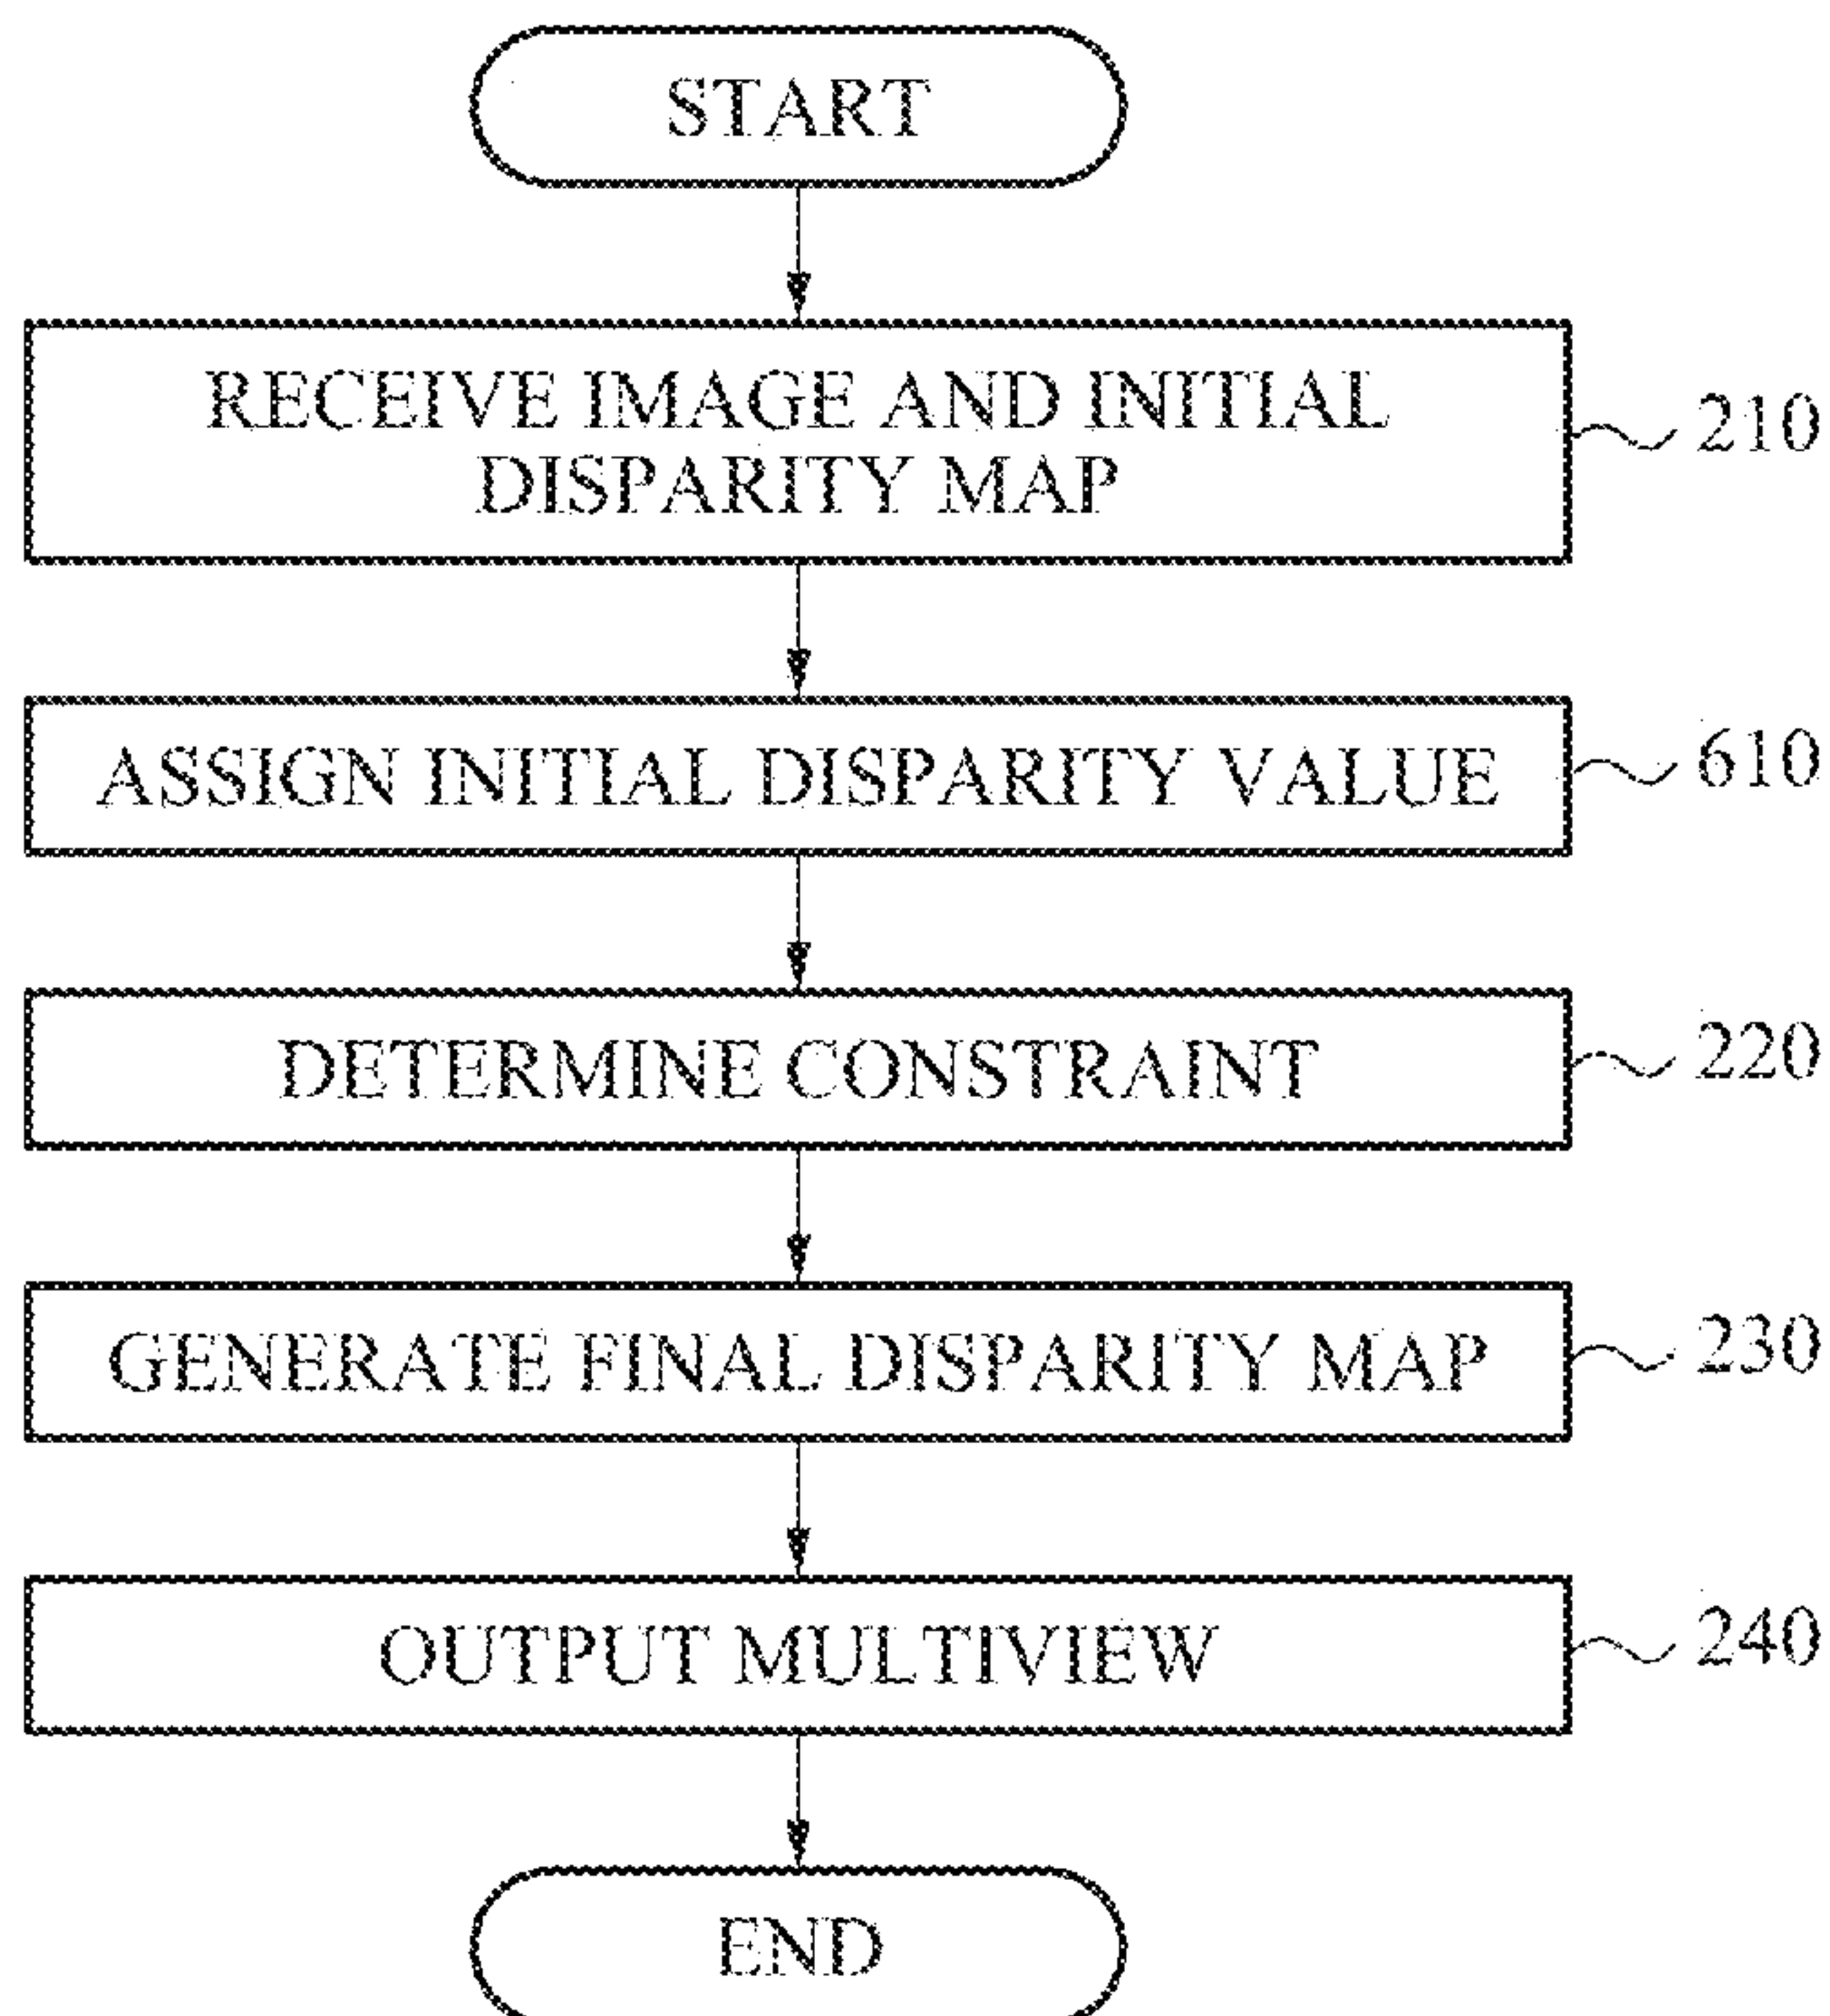 START
RECEIVE IMAGE AND INITIAL
DISPARITY MAP
210
ASSIGN INITIAL DISPARITY VALUE
610
DETERMINE CONSTRAINT
220
GENERATE FINAL DISPARITY MAP
230
OUTPUT MULTIVIEW
240
END